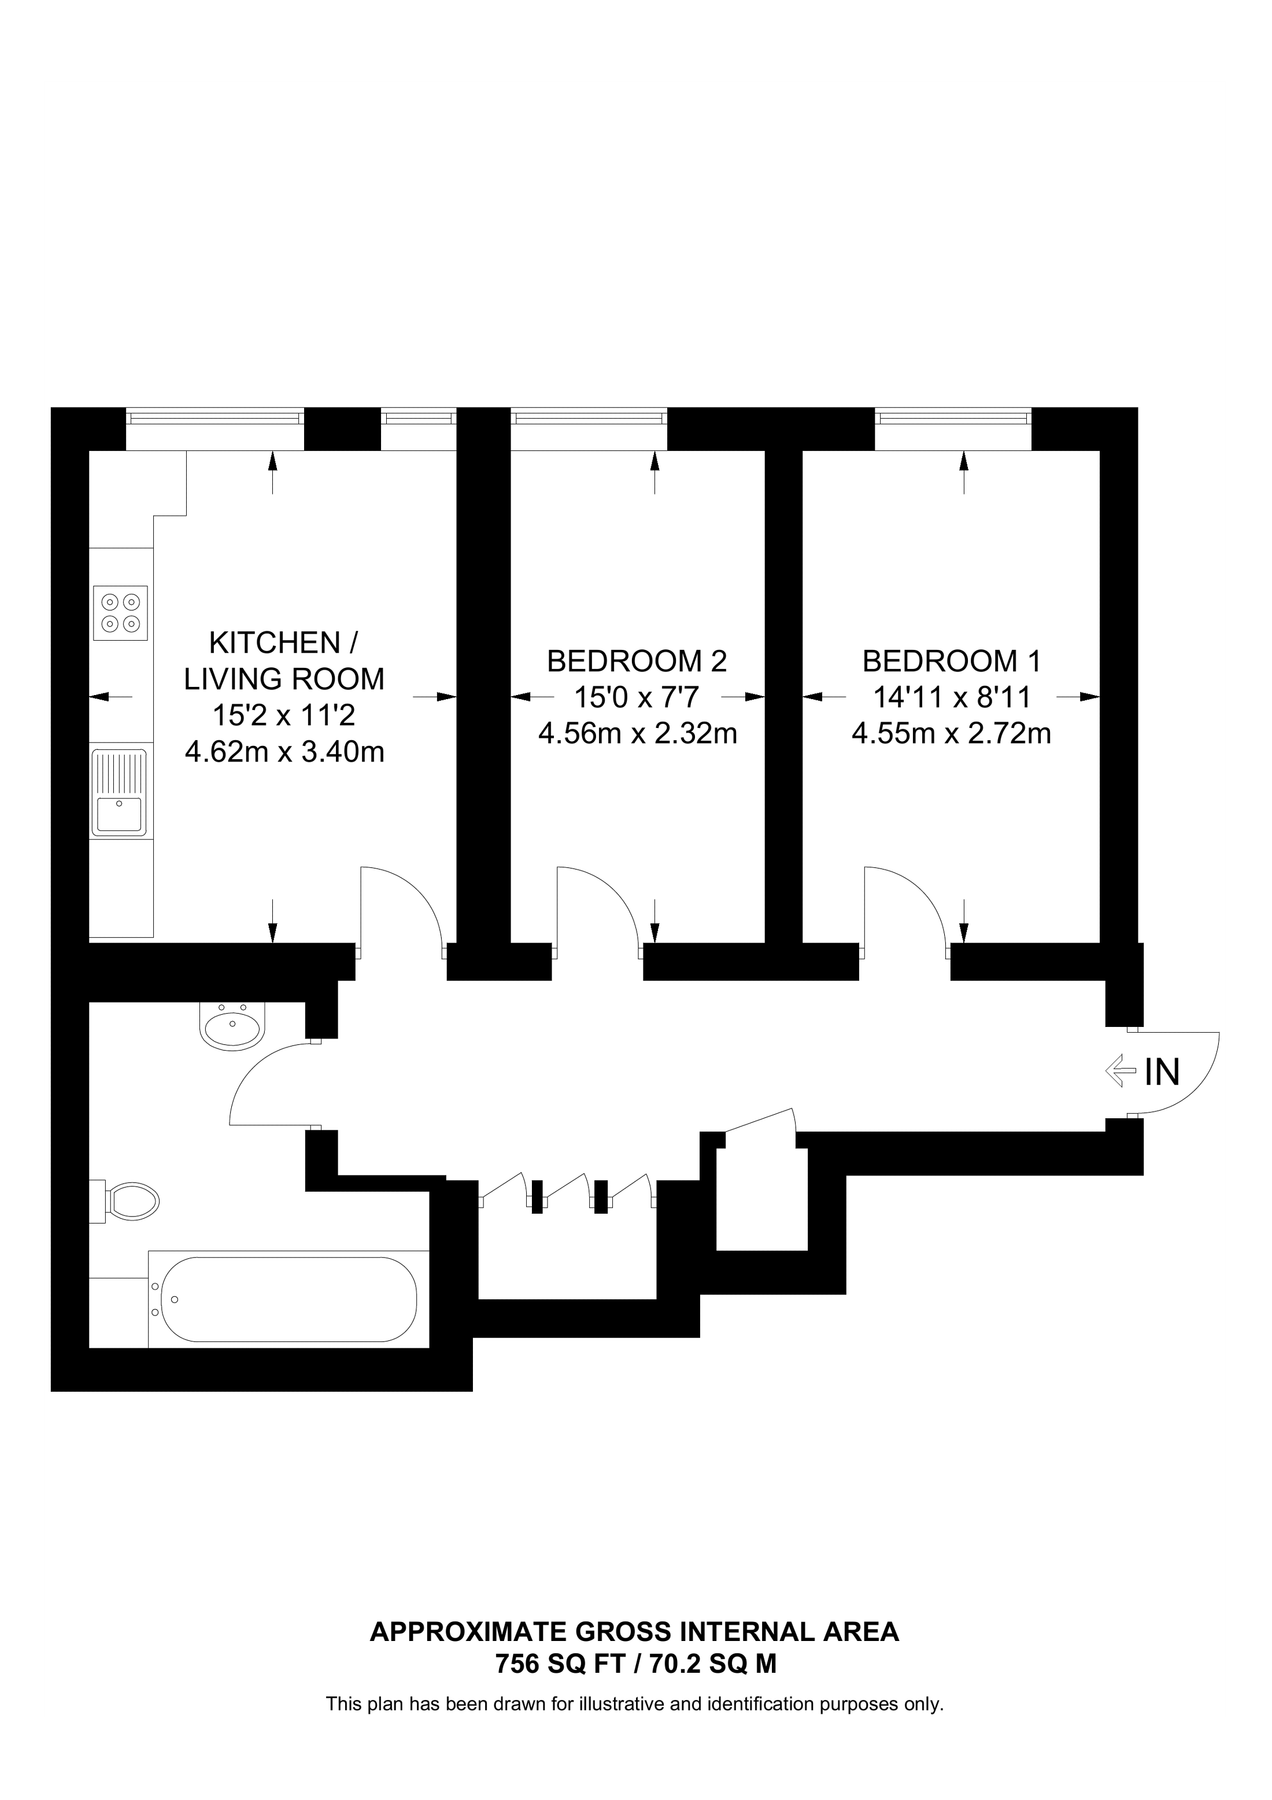 KITCHEN /
LIVING ROOM
15'2 x 11'2
4.62m x 3.40m
BEDROOM 2
15'0 x 7'7
4.56m x 2.32m
BEDROOM 1
14'11 x 8'11
4.55m x 2.72m
IN
APPROXIMATE GROSS INTERNAL AREA
756 SQ FT / 70.2 SQ M
This plan has been drawn for illustrative and identification purposes only.